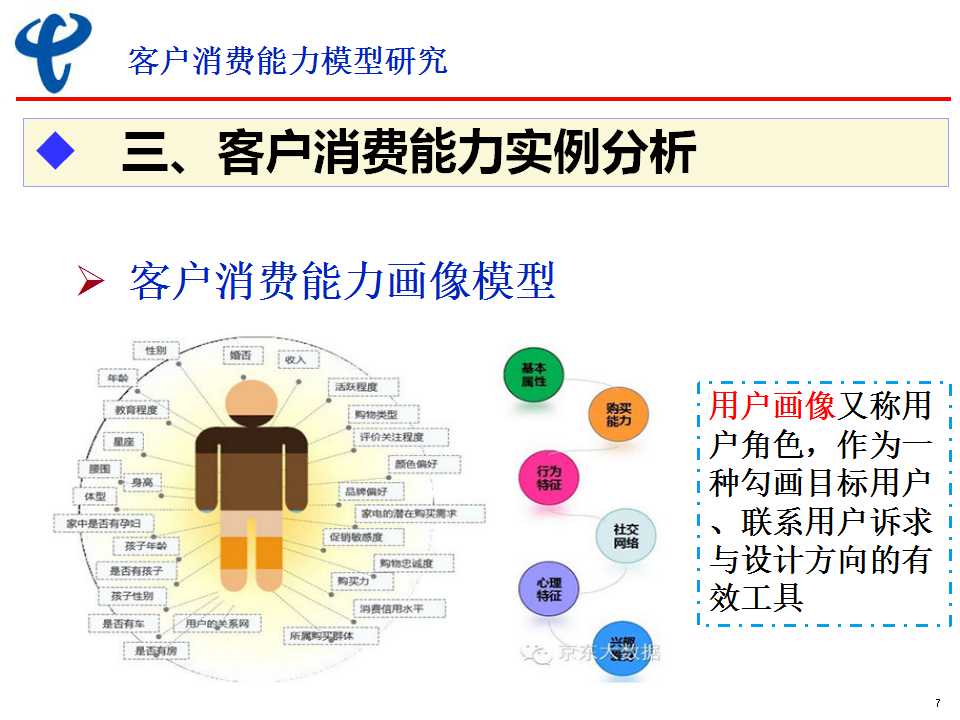 客户消费能力模型研究
三、客户消费能力实例分析
客户消费能力画像模型
性别
婚否
收入
年龄
活跃程度
教育程度
购物类型
星座
评价关注程度
腰围
身高
颜色偏好
体型
品牌偏好
家中是否有孕妇
家电的潜在购买需求
孩子年龄
促销敏感度
是否有孩子
购物忠诚度
孩子性别
购买力
是否有车
用户的关系网
消费信用水平
是否有房
所属购买群体
基本
属性
购买
能力
行为
特征
社交
网络
心理
特征
兴趣
京东大数据
用户画像又称用
户角色，作为一
种勾画目标用户
、联系用户诉求
与设计方向的有
效工具
7